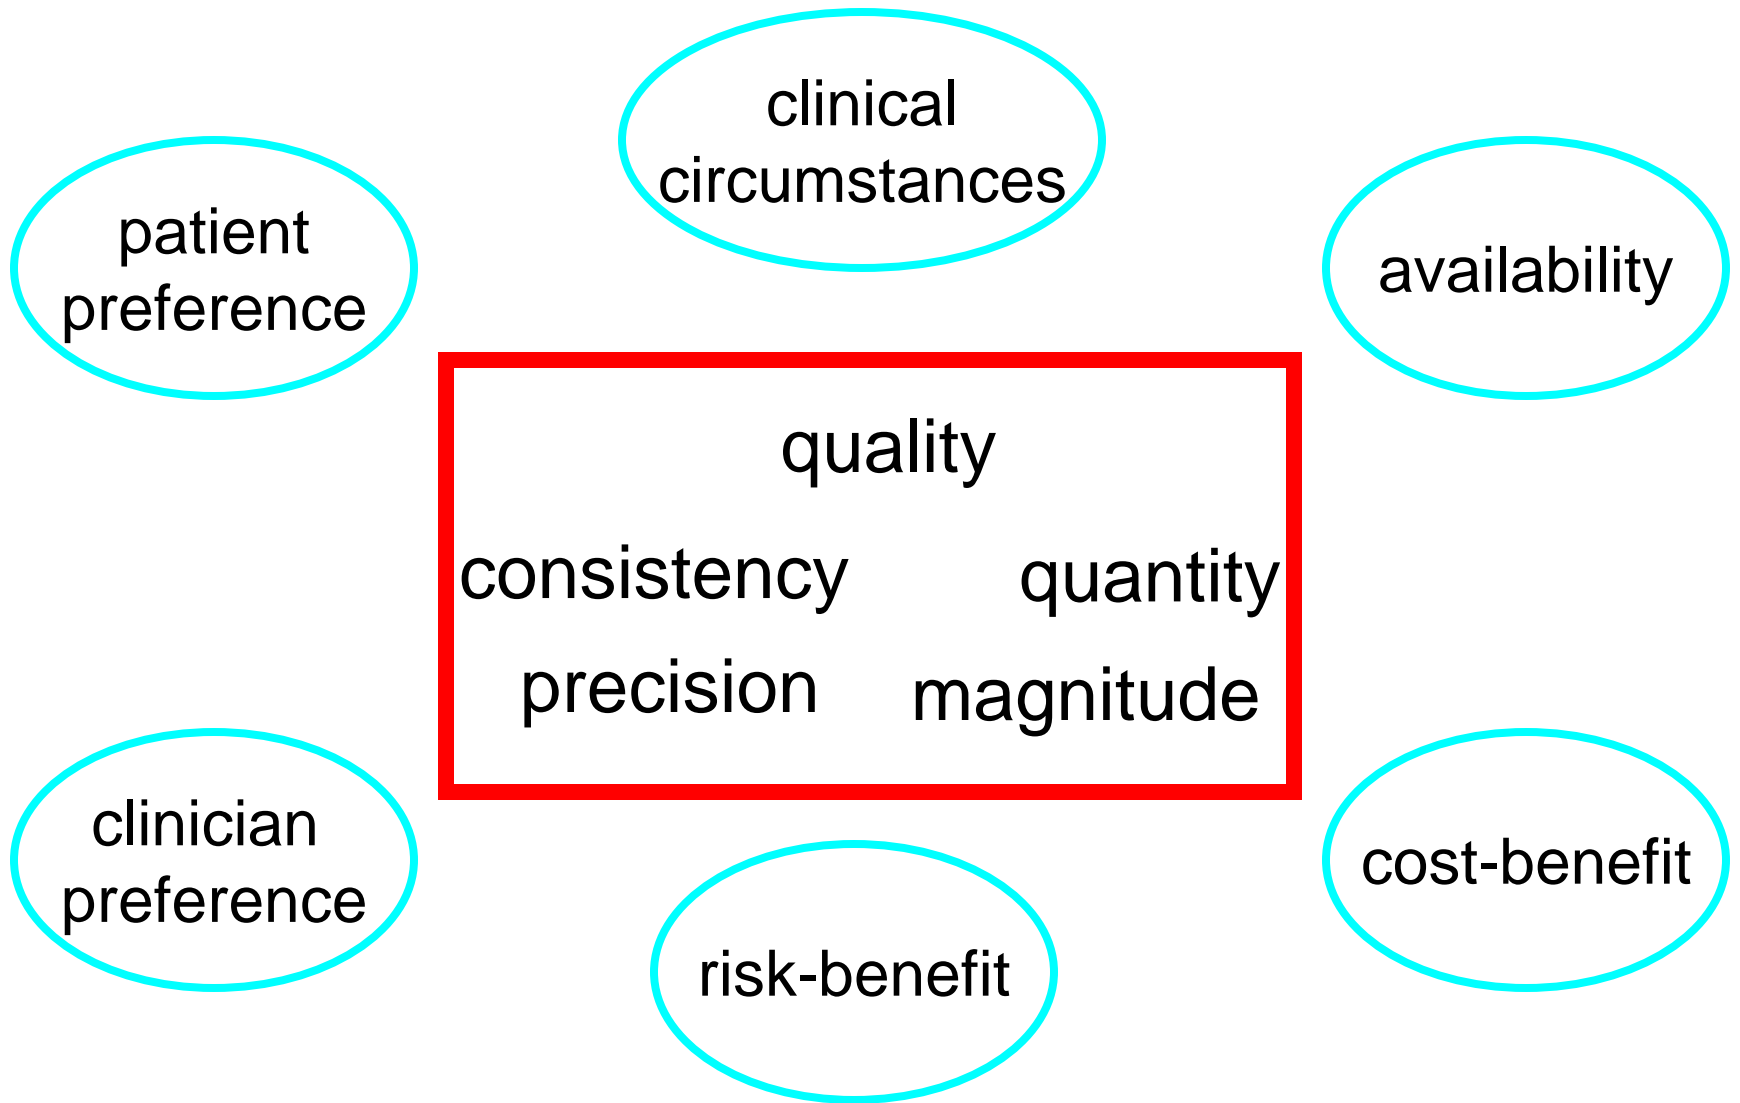 clinical
circumstances
patient
preference
availability
quality
consistency
quantity
precision
magnitude
clinician
preference
cost-benefit
risk-benefit